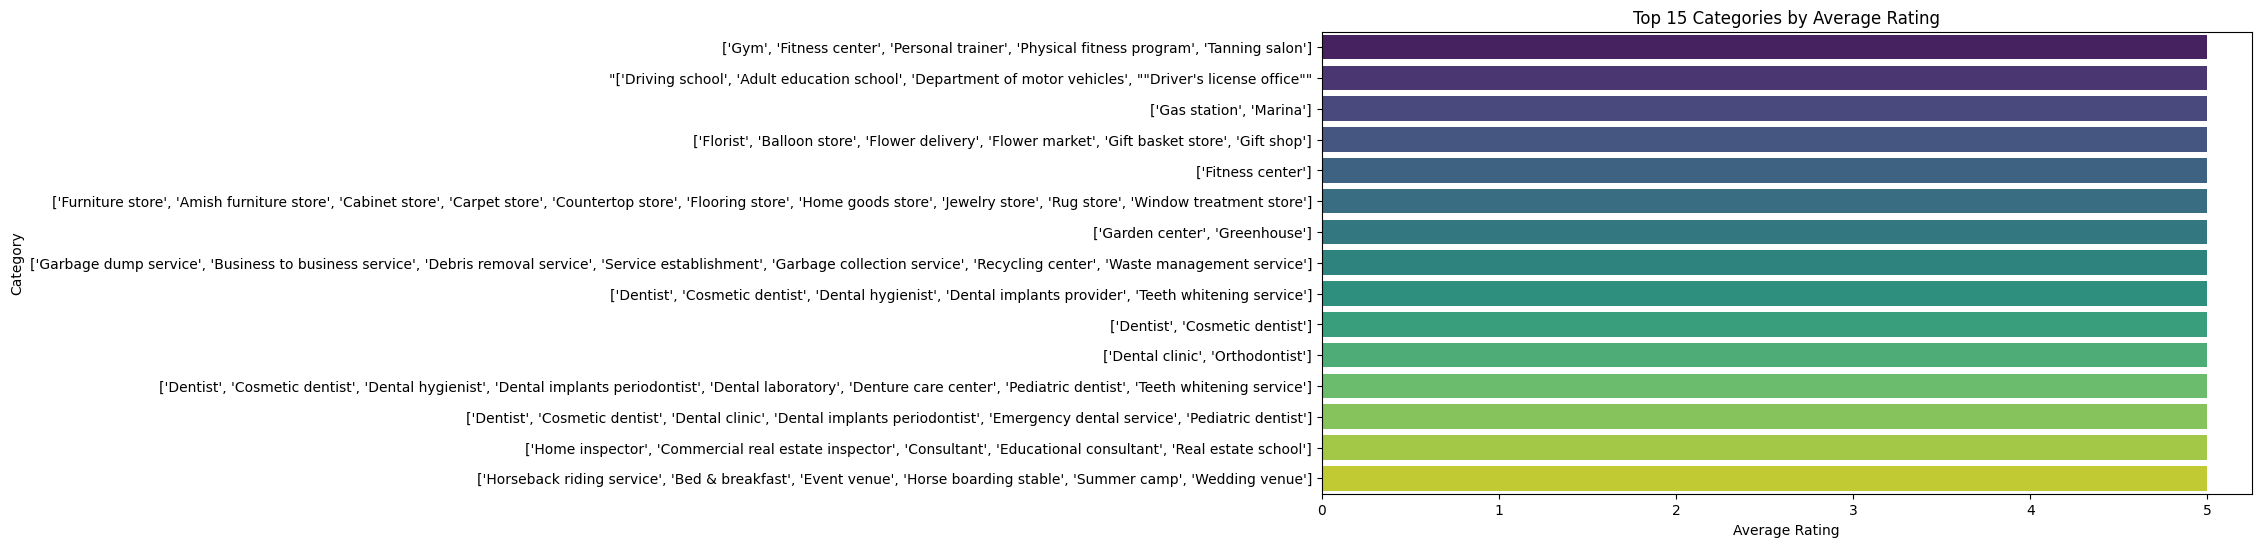 Top 15 Categories by Average Rating
['Gym', 'Fitness center', 'Personal trainer', 'Physical fitness program', 'Tanning salon']
"['Driving school', 'Adult education school', 'Department of motor vehicles', ""Driver's license office""
['Gas station', 'Marina']
['Florist', 'Balloon store', 'Flower delivery', 'Flower market', 'Gift basket store', 'Gift shop']
['Fitness center']
['Furniture store', 'Amish furniture store', 'Cabinet store', 'Carpet store', 'Countertop store', 'Flooring store', 'Home goods store', 'Jewelry store', 'Rug store', 'Window treatment store']
['Garden center', 'Greenhouse']
['Garbage dump service', 'Business to business service', 'Debris removal service', 'Service establishment', 'Garbage collection service', 'Recycling center', 'Waste management service']
['Dentist', 'Cosmetic dentist', 'Dental hygienist', 'Dental implants provider', 'Teeth whitening service']
['Dentist', 'Cosmetic dentist']
['Dental clinic', 'Orthodontist']
['Dentist', 'Cosmetic dentist', 'Dental hygienist', 'Dental implants periodontist', 'Dental laboratory', 'Denture care center', 'Pediatric dentist', 'Teeth whitening service']
['Dentist', 'Cosmetic dentist', 'Dental clinic', 'Dental implants periodontist', 'Emergency dental service', 'Pediatric dentist']
['Home inspector', 'Commercial real estate inspector', 'Consultant', 'Educational consultant', 'Real estate school']
['Horseback riding service', 'Bed & breakfast', 'Event venue', 'Horse boarding stable', 'Summer camp', 'Wedding venue']
Category
0 1 2 3 4 5
Average Rating